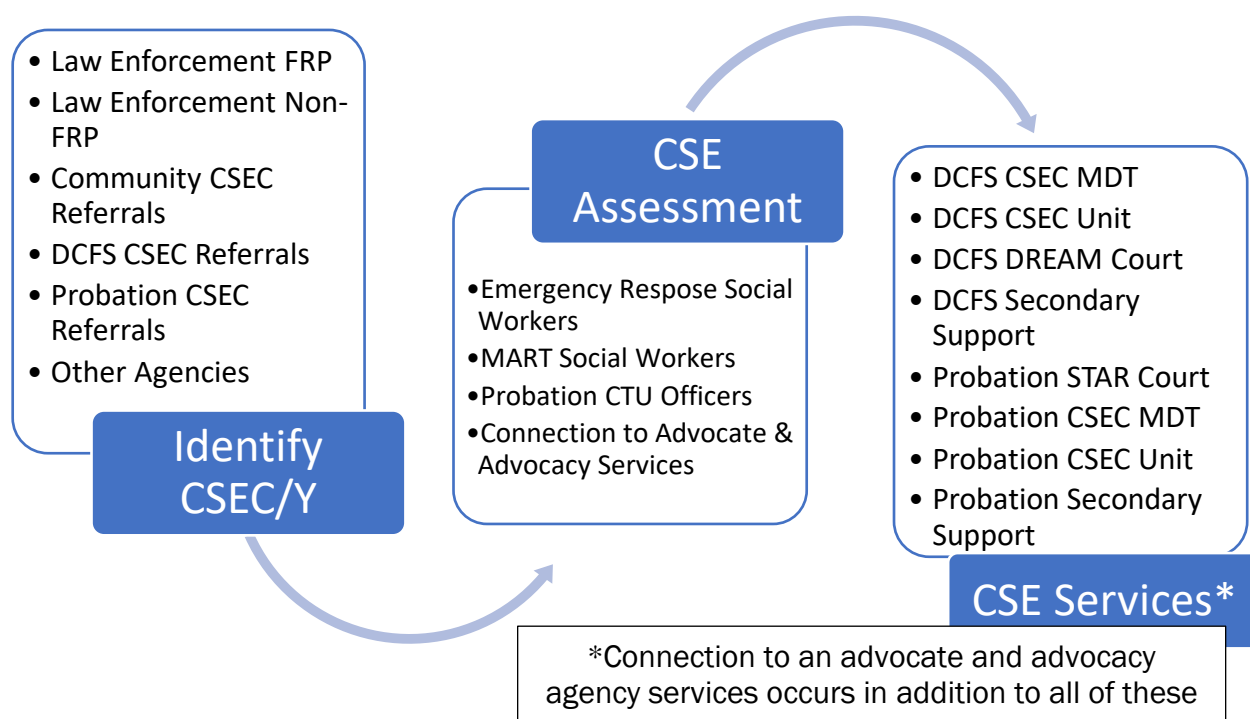 • Law Enforcement FRP
• Law Enforcement Non-
FRP
• Community CSEC
Referrals
• DCFS CSEC Referrals
• Probation CSEC
Referrals
• Other Agencies
Identify
CSEC/Y
CSE
Assessment
•Emergency Respose Social
Workers
•MART Social Workers
•Probation CTU Officers
•Connection to Advocate &
Advocacy Services
• DCFS CSEC MDT
• DCFS CSEC Unit
• DCFS DREAM Court
• DCFS Secondary
Support
• Probation STAR Court
• Probation CSEC MDT
• Probation CSEC Unit
• Probation Secondary
Support
CSE Services*
*Connection to an advocate and advocacy
agency services occurs in addition to all of these